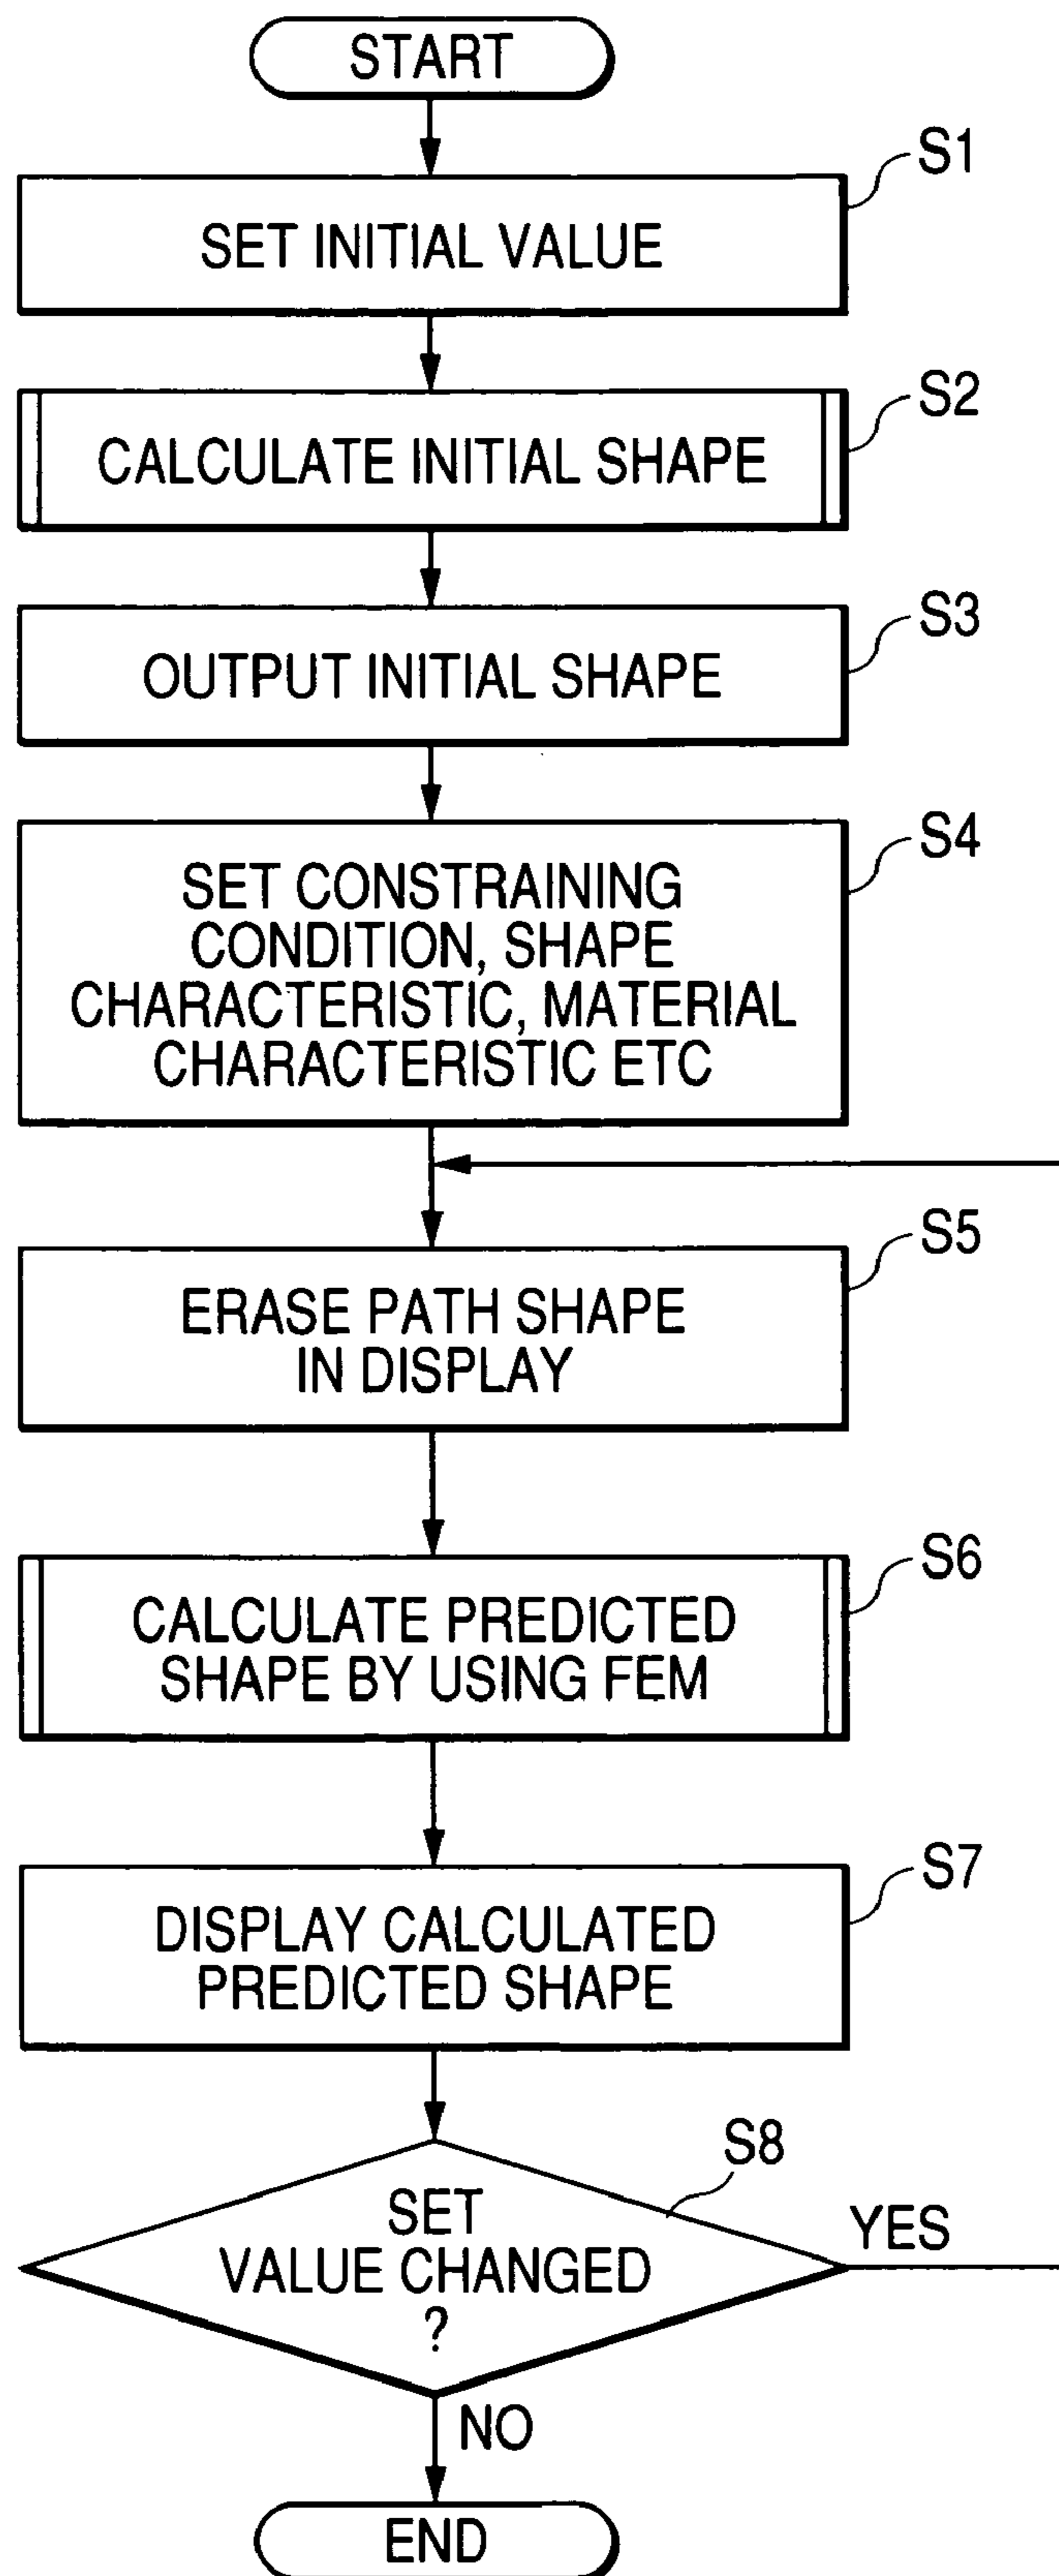 START
S1
SET INITIAL VALUE
S2
CALCULATE INITIAL SHAPE
S3
OUTPUT INITIAL SHAPE
S4
SET CONSTRAINING
CONDITION, SHAPE
CHARACTERISTIC, MATERIAL
CHARACTERISTIC ETC
S5
ERASE PATH SHAPE
IN DISPLAY
S6
CALCULATE PREDICTED
SHAPE BY USING FEM
S7
DISPLAY CALCULATED
PREDICTED SHAPE
S8
SET
VALUE CHANGED
?
YES
NO
END